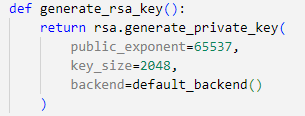 def generate_rsa_key():
    return rsa.generate_private_key(
        public_exponent=65537,
        key_size=2048,
        backend=default_backend()
    )